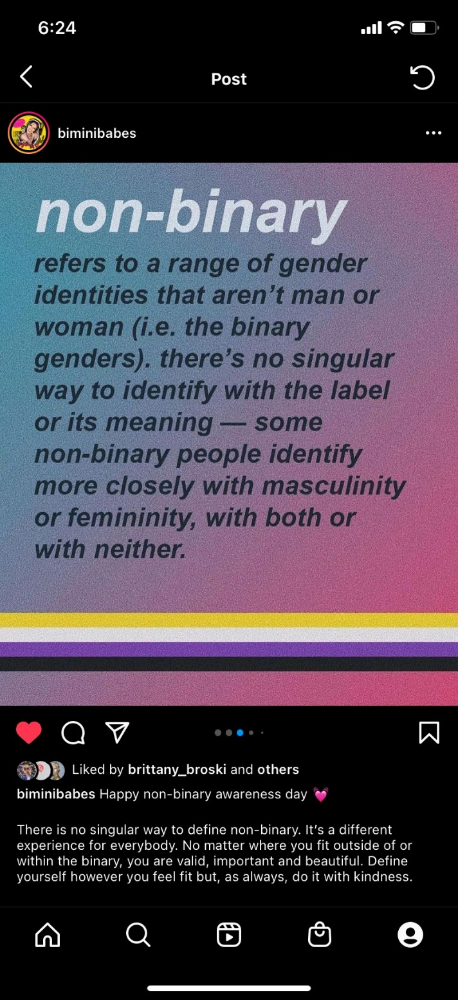 6:24
Post
biminibabes
non-binary
refers to a range of gender
identities that aren’t man or
woman (i.e. the binary
genders). there’s no singular
way to identify with the label
or its meaning — some
non-binary people identify
more closely with masculinity
or femininity, with both or
with neither.
Liked by brittany_broski and others
biminibabes Happy non-binary awareness day 💓
There is no singular way to define non-binary. It’s a different
experience for everybody. No matter where you fit outside of or
within the binary, you are valid, important and beautiful. Define
yourself however you feel fit but, as always, do it with kindness.